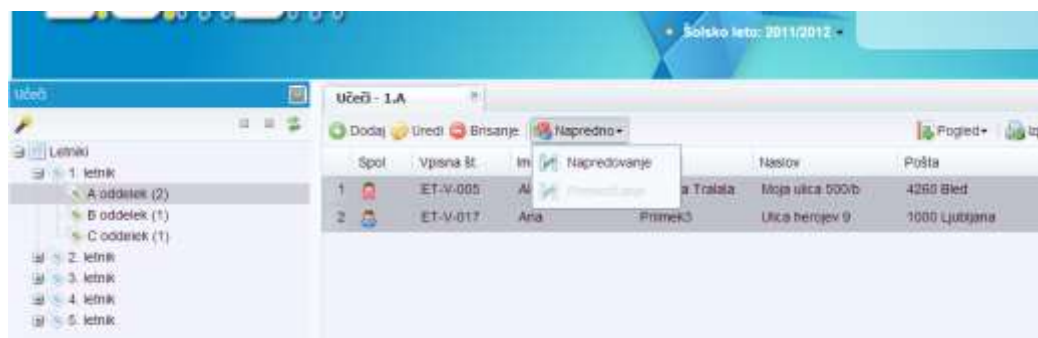 Šolsko leto: 2011/2012
Učeči
Učeči - 1.A
Dodaj Uredi Brisanje Napredno Pogled
Letniki
1. letnik
A oddelek (2)
B oddelek (1)
C oddelek (1)
2. letnik
3. letnik
4. letnik
5. letnik
Napredovanje
Spol Vpisna št. Im Naslov Pošta
1 ET-V-005 Tralala Moja ulica 500/b 4260 Bled
2 ET-V-017 Ana Primek3 Ulica herojev 9 1000 Ljubljana